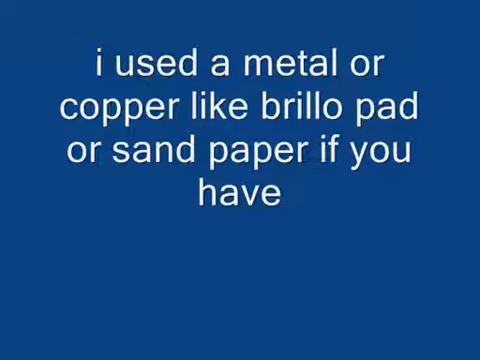 i used a metal or
copper like brillo pad
or sand paper if you
have